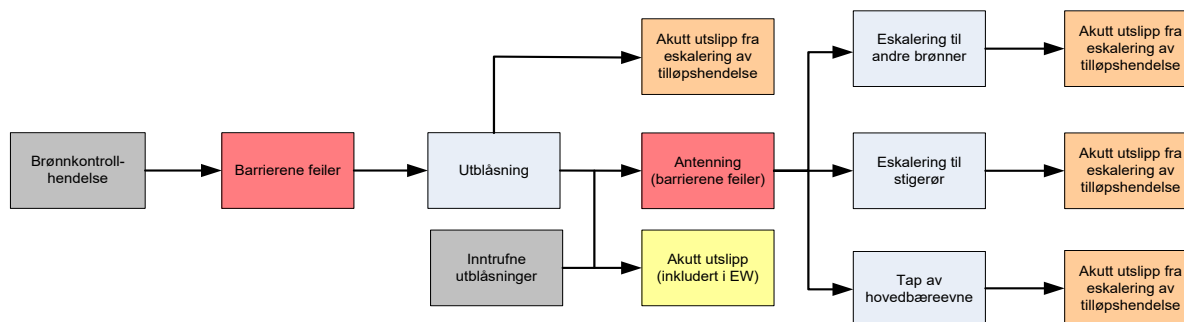 Akutt utslipp fra
eskalering av
tilløpshendelse
Eskalering til
andre brønner
Akutt utslipp fra
eskalering av
tilløpshendelse
Brønnkontroll-
hendelse
Barrierene feiler
Utblåsning
Antenning
(barrierene feiler)
Eskalering til
stigerør
Akutt utslipp fra
eskalering av
tilløpshendelse
Inntrufne
utblåsninger
Akutt utslipp
(inkludert i EW)
Tap av
hovedbæreevne
Akutt utslipp fra
eskalering av
tilløpshendelse